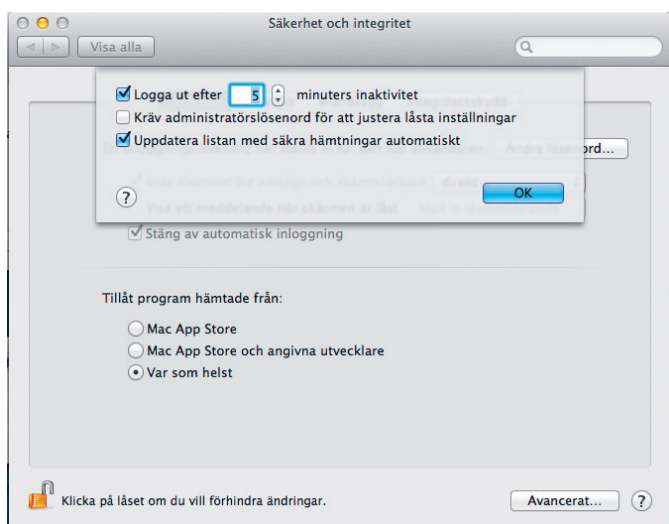 Säkerhet och integritet
Visa alla
Logga ut efter 5 minuters inaktivitet
Kräv administratörslösenord för att justera låsta inställningar
Uppdatera listan med säkra hämtningar automatiskt
ord...
? OK
Stäng av automatisk inloggning
Tillåt program hämtade från:
Mac App Store
Mac App Store och angivna utvecklare
Var som helst
Klicka på låset om du vill förhindra ändringar.
Avancerat... ?